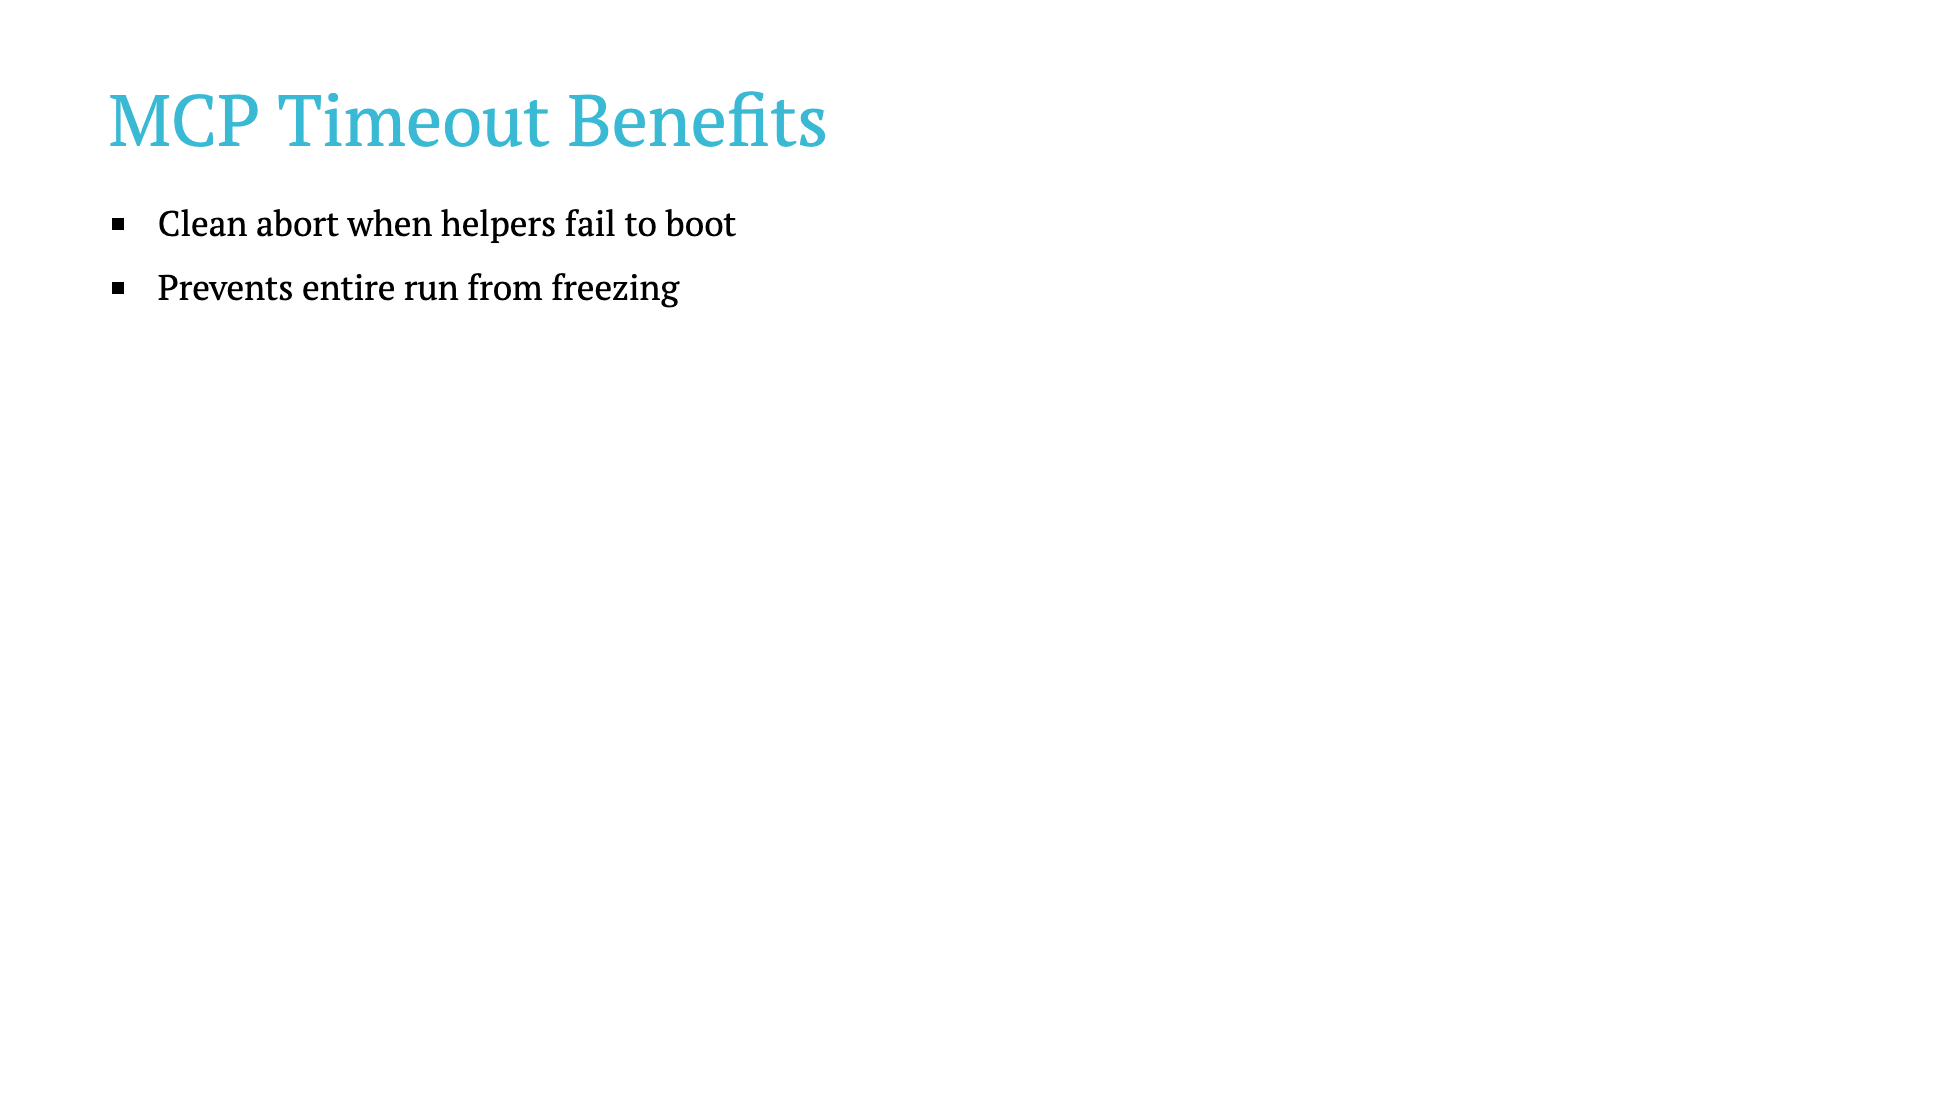 MCP Timeout Benefits
▪ Clean abort when helpers fail to boot
▪ Prevents entire run from freezing